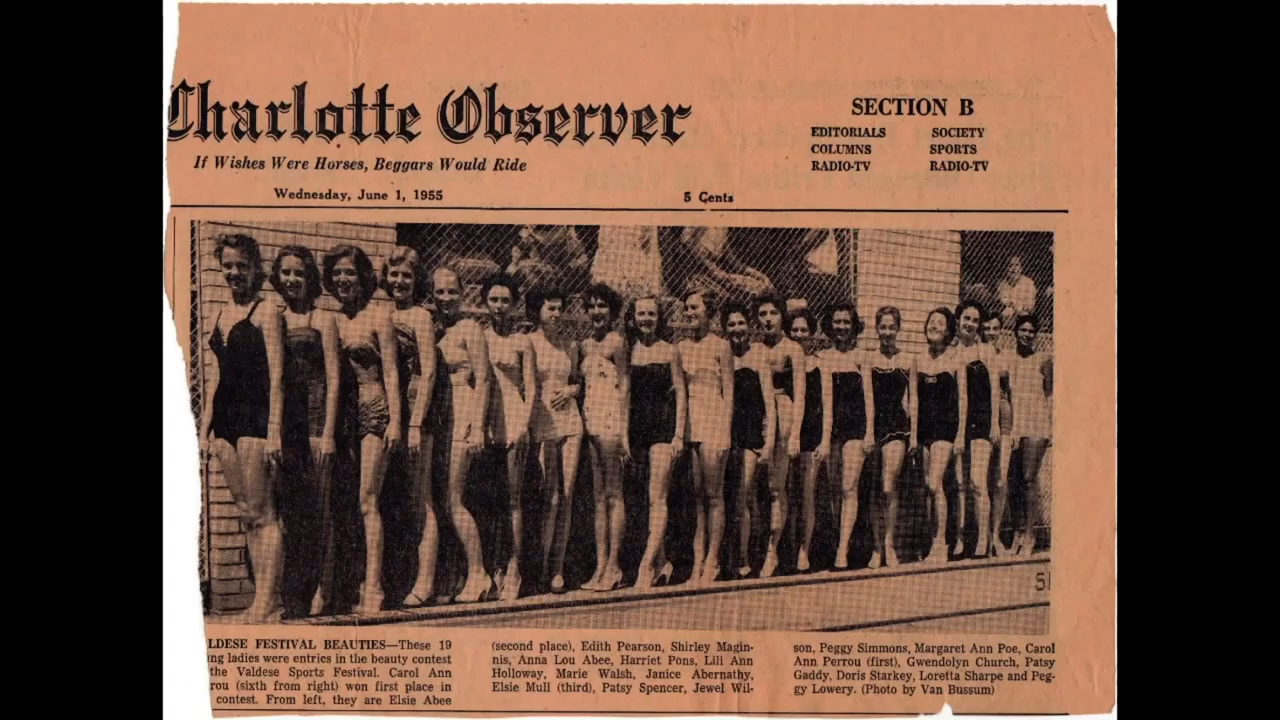 Charlotte Observer
If Wishes Were Horses, Beggars Would Ride
SECTION B
EDITORIALS SOCIETY
COLUMNS SPORTS
RADIO-TV RADIO-TV
Wednesday, June 1, 1955 5 Cents
5
LDESE FESTIVAL BEAUTIES—These 19
ng ladies were entries in the beauty contest
the Valdese Sports Festival. Carol Ann
rou (sixth from right) won first place in
contest. From left, they are Elsie Abee
(second place), Edith Pearson, Shirley Magin-
nis, Anna Lou Abee, Harriet Pons, Lili Ann
Holloway, Marie Walsh, Janice Abernathy,
Elsie Mull (third), Patsy Spencer, Jewel Wil-
son, Peggy Simmons, Margaret Ann Poe, Carol
Ann Perrou (first), Gwendolyn Church, Patsy
Gaddy, Doris Starkey, Loretta Sharpe and Peg-
gy Lowery. (Photo by Van Bussum)